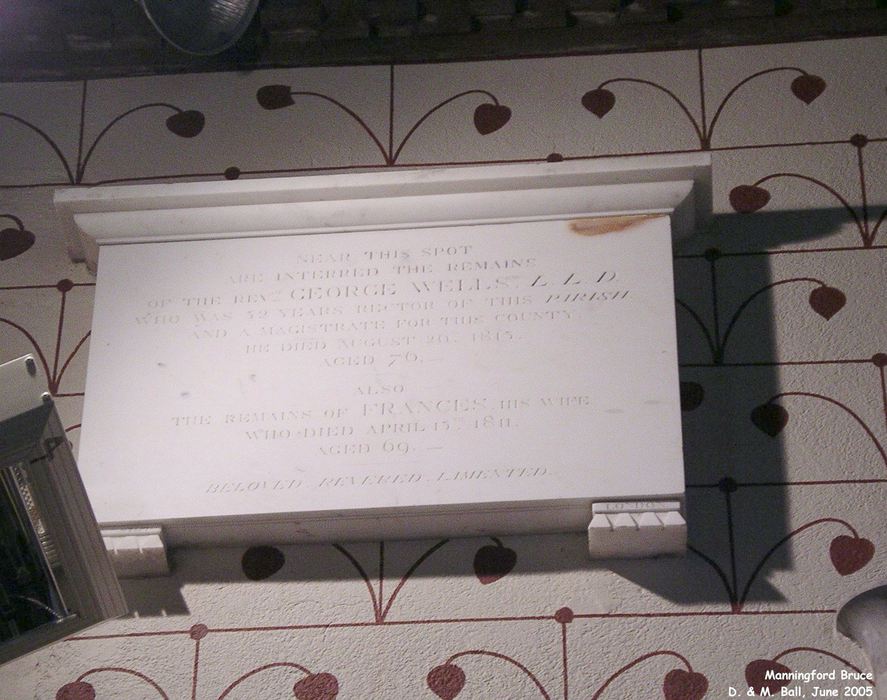 NEAR THIS SPOT
ARE INTERRED THE REMAINS
OF THE REVD. GEORGE WELLS, L L D
WHO WAS 52 YEARS RECTOR OF THIS PARISH
AND A MAGISTRATE FOR THIS COUNTY
HE DIED AUGUST 20TH. 1815.
AGED 76.
ALSO
THE REMAINS OF FRANCES, HIS WIFE
WHO DIED APRIL 15TH. 1811.
AGED 69.
BELOVED REVERED LAMENTED
LONDON
Manningford Bruce
D. & M. Ball, June 2005